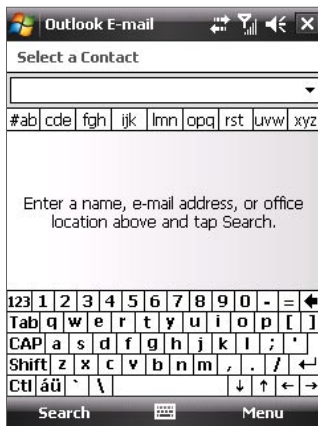 Outlook E-mail
Select a Contact
#ab cde fgh ijk lmn opq rst uvw xyz
Enter a name, e-mail address, or office
location above and tap Search.
123 1 2 3 4 5 6 7 8 9 0 - = ←
Tab q w e r t y u i o p [ ]
CAP a s d f g h j k l ; '
Shift z x c v b n m , . / ↵
Ctl áü ` \ ↓ ↑ ← →
Search Menu